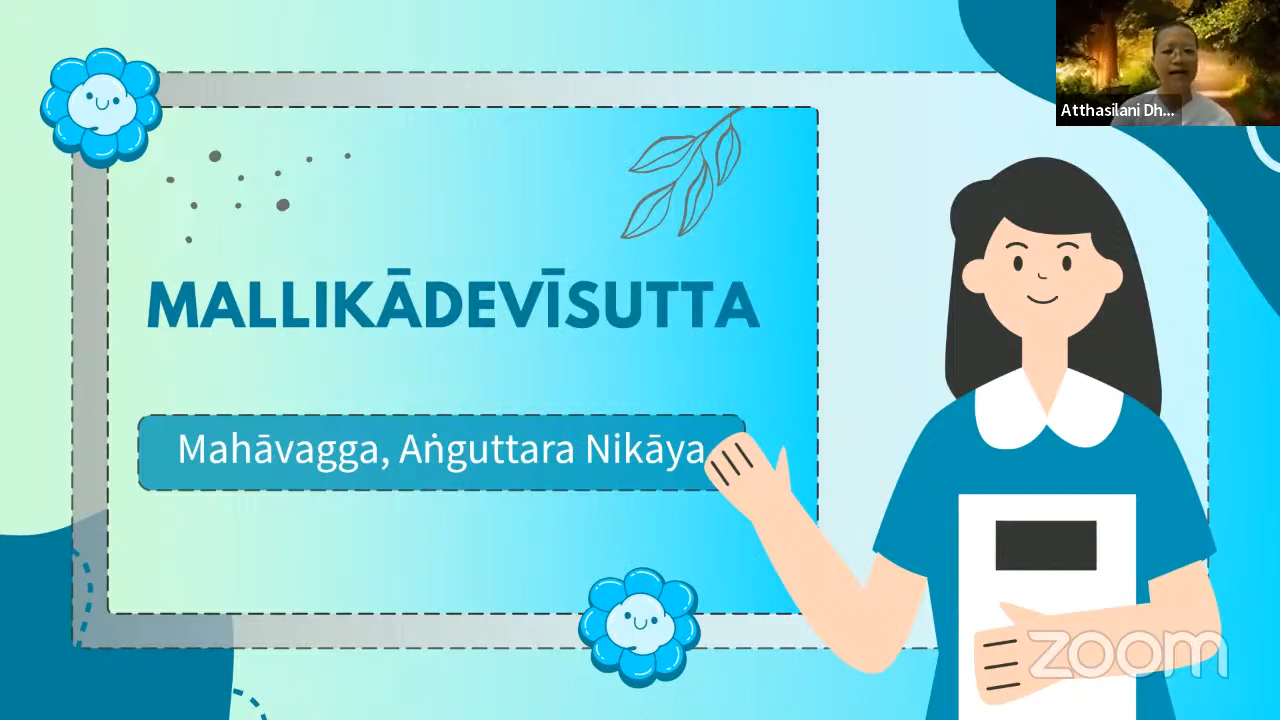 Atthasilani Dh...
MALLIKĀDEVĪSUTTA
Mahāvagga, Aṅguttara Nikāya
zoom